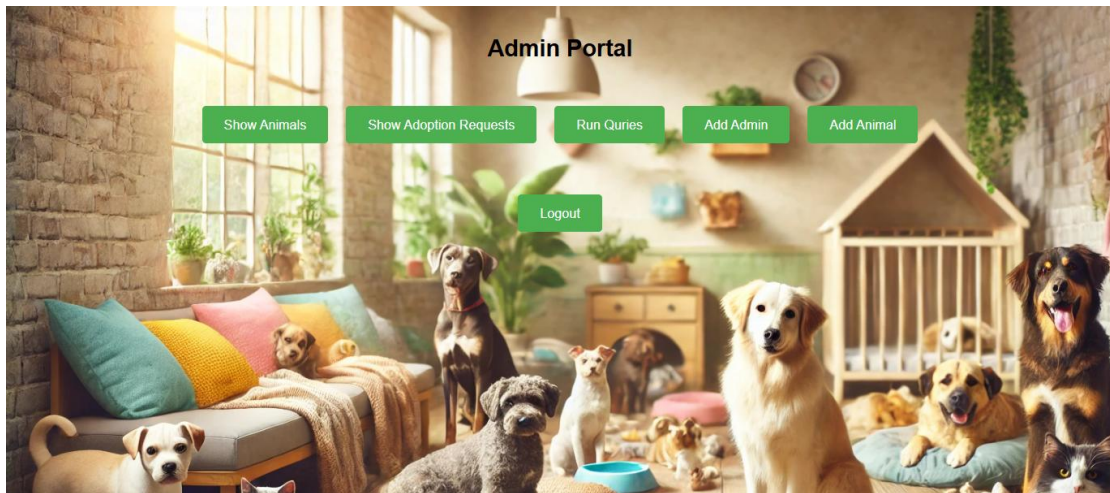 Admin Portal
Show Animals Show Adoption Requests Run Quries Add Admin Add Animal
Logout